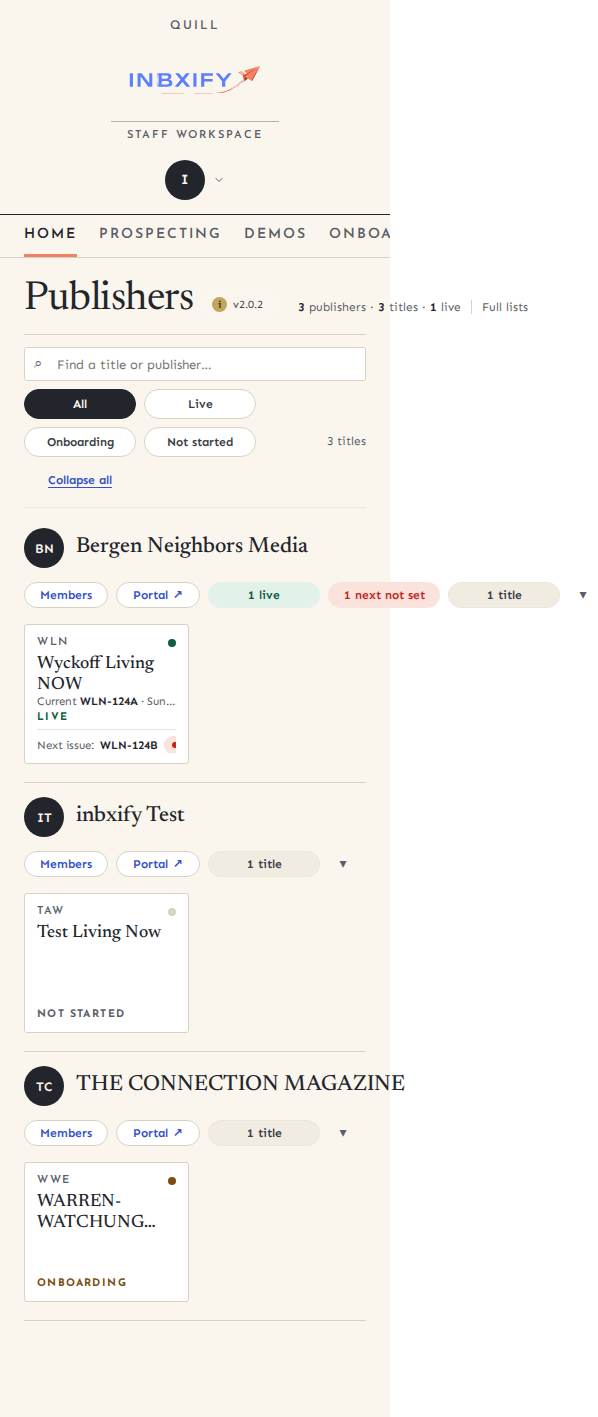 QUILL
INBXIFY
STAFF WORKSPACE
I
HOME PROSPECTING DEMOS ONBOA
Publishers i v2.0.2 3 publishers · 3 titles · 1 live Full lists
Find a title or publisher...
All Live
Onboarding Not started 3 titles
Collapse all
BN Bergen Neighbors Media
Members Portal ↗ 1 live 1 next not set 1 title ▼
WLN
Wyckoff Living
NOW
Current WLN-124A · Sun...
LIVE
Next issue: WLN-124B
IT inbxify Test
Members Portal ↗ 1 title ▼
TAW
Test Living Now
NOT STARTED
TC THE CONNECTION MAGAZINE
Members Portal ↗ 1 title ▼
WWE
WARREN-
WATCHUNG...
ONBOARDING